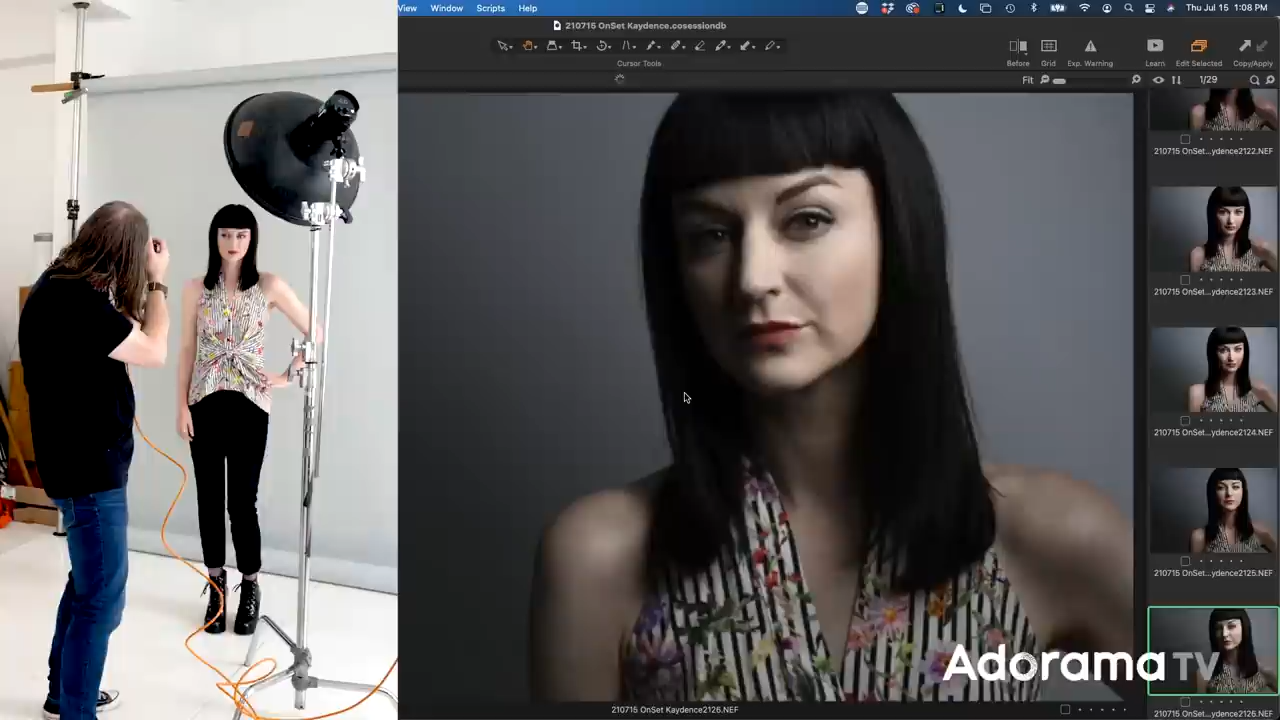 View Window Scripts Help
Thu Jul 15 1:08 PM
210715 OnSet Kaydence.cosessiondb
Cursor Tools
Before Grid Exp. Warning
Learn Edit Selected Copy/Apply
Fit
1/29
210715 OnSet...ydence2122.NEF
210715 OnSet...ydence2123.NEF
210715 OnSet...ydence2124.NEF
210715 OnSet...ydence2125.NEF
210715 OnSet...ydence2126.NEF
210715 OnSet Kaydence2126.NEF
Adorama TV